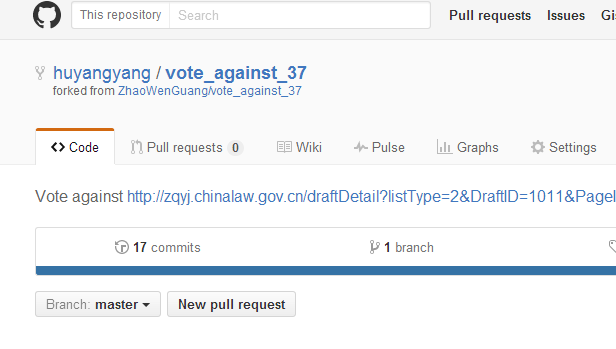 This repository Search Pull requests Issues
huyangyang / vote_against_37
forked from ZhaoWenGuang/vote_against_37
Code Pull requests 0 Wiki Pulse Graphs Settings
Vote against http://zqyj.chinalaw.gov.cn/draftDetail?listType=2&DraftID=1011&PageI
17 commits 1 branch
Branch: master New pull request